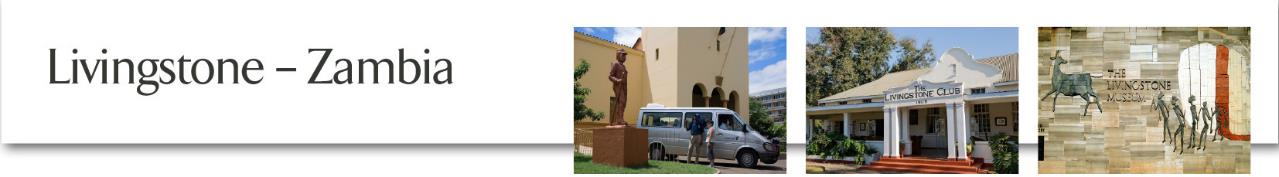 Livingstone – Zambia
THE
LIVINGSTONE CLUB
THE
LIVINGSTONE
MUSEUM